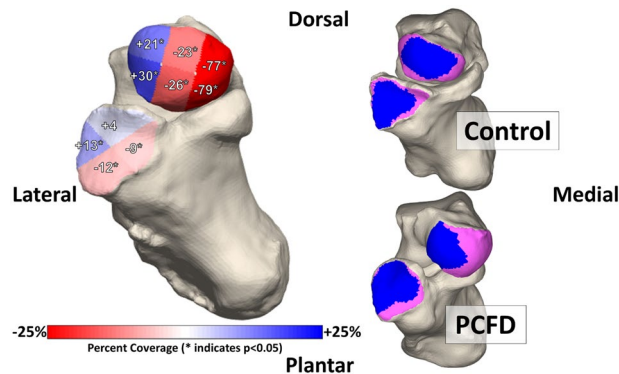 Dorsal
+21*
-23*
-77*
+30*
-26*
-79*
+4
+13*
-9*
-12*
Control
Lateral
Medial
PCFD
-25%
+25%
Percent Coverage (* indicates p<0.05)
Plantar